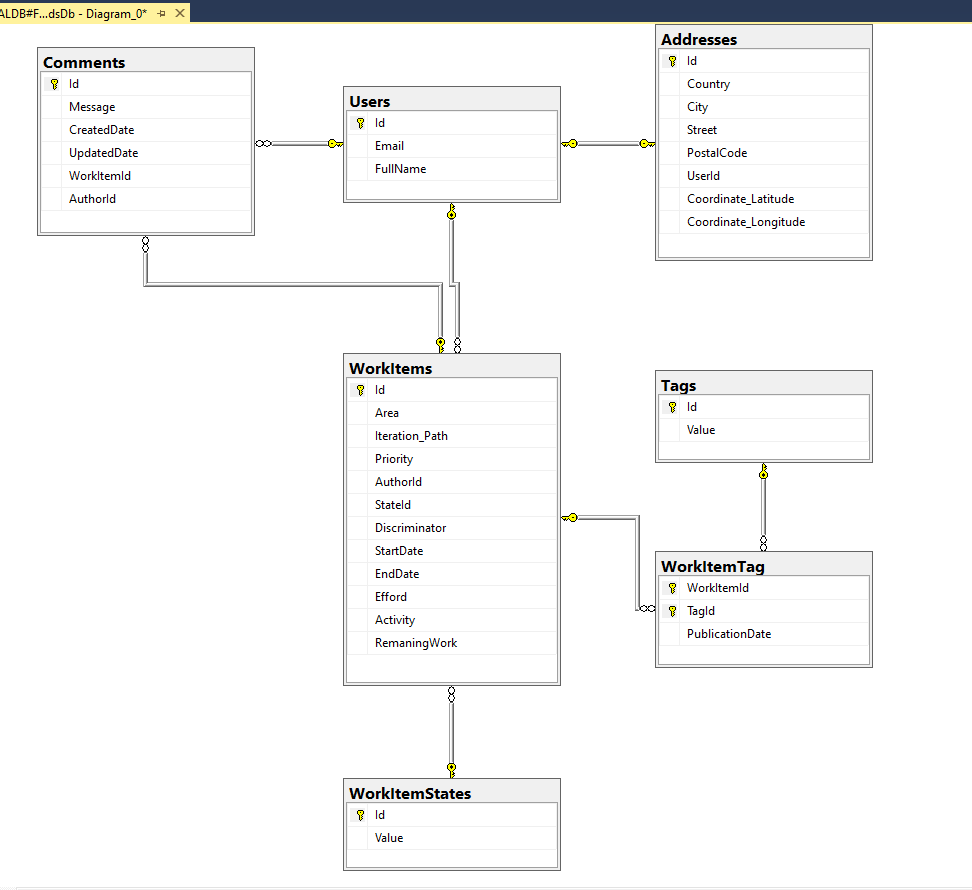 ALDB#F...dsDb - Diagram_0*
Comments
Id
Message
CreatedDate
UpdatedDate
WorkItemId
AuthorId
Users
Id
Email
FullName
Addresses
Id
Country
City
Street
PostalCode
UserId
Coordinate_Latitude
Coordinate_Longitude
WorkItems
Id
Area
Iteration_Path
Priority
AuthorId
StateId
Discriminator
StartDate
EndDate
Efford
Activity
RemaningWork
Tags
Id
Value
WorkItemTag
WorkItemId
TagId
PublicationDate
WorkItemStates
Id
Value